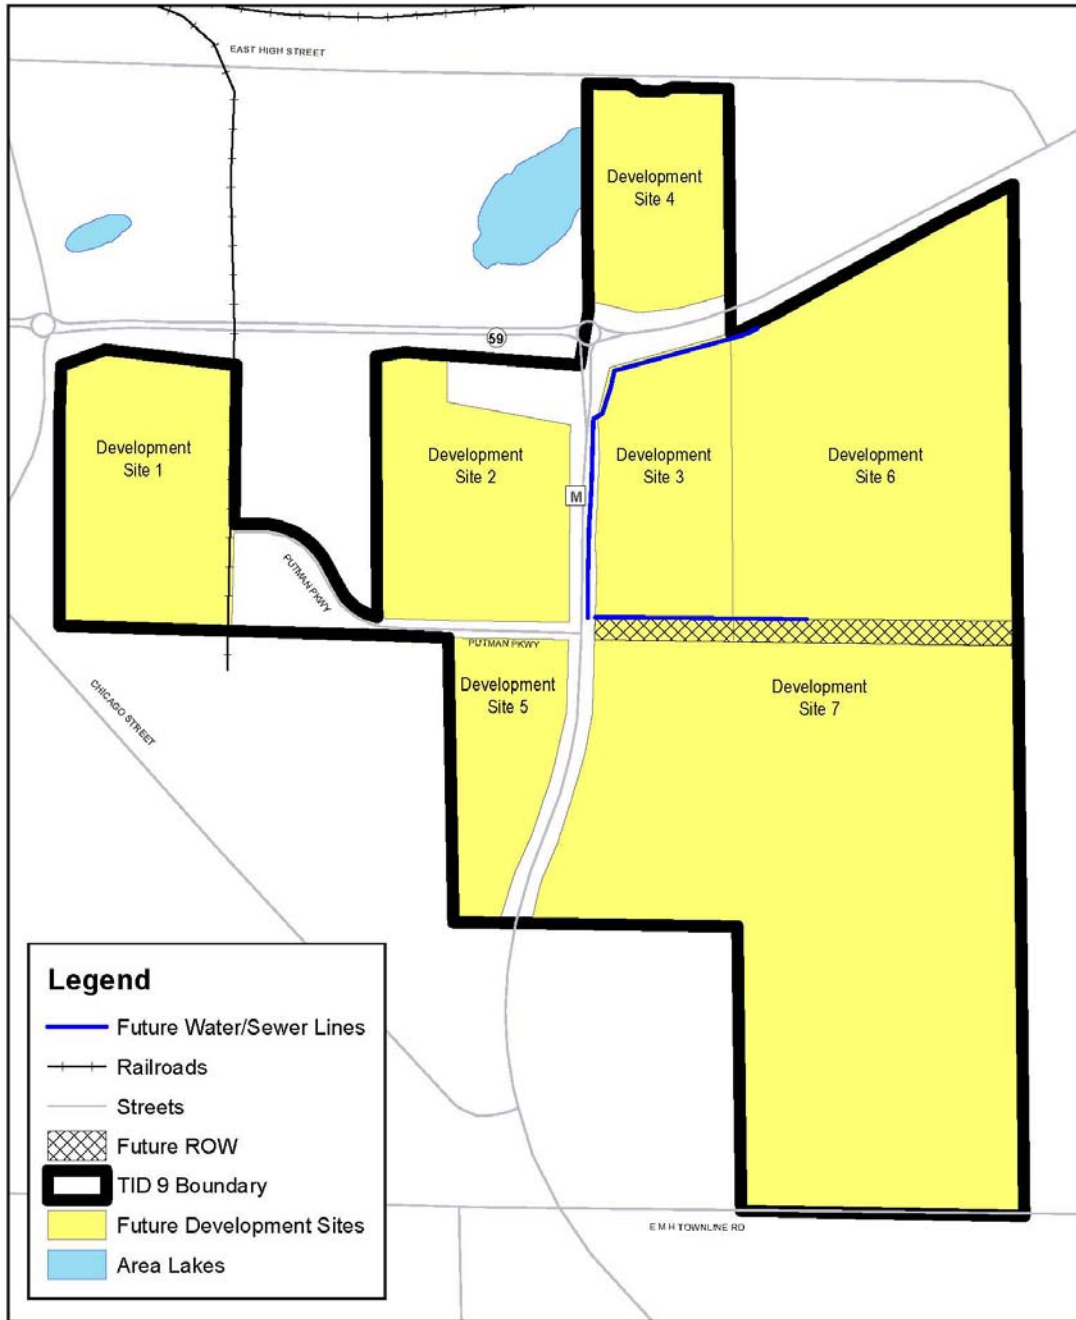 EAST HIGH STREET
Development
Site 4
59
Development
Site 1
Development
Site 2
Development
Site 3
Development
Site 6
M
PUTMAN PKWY
PUTMAN PKWY
Development
Site 5
Development
Site 7
CHICAGO STREET
Legend
Future Water/Sewer Lines
Railroads
Streets
Future ROW
TID 9 Boundary
Future Development Sites
Area Lakes
E M H TOWNLINE RD